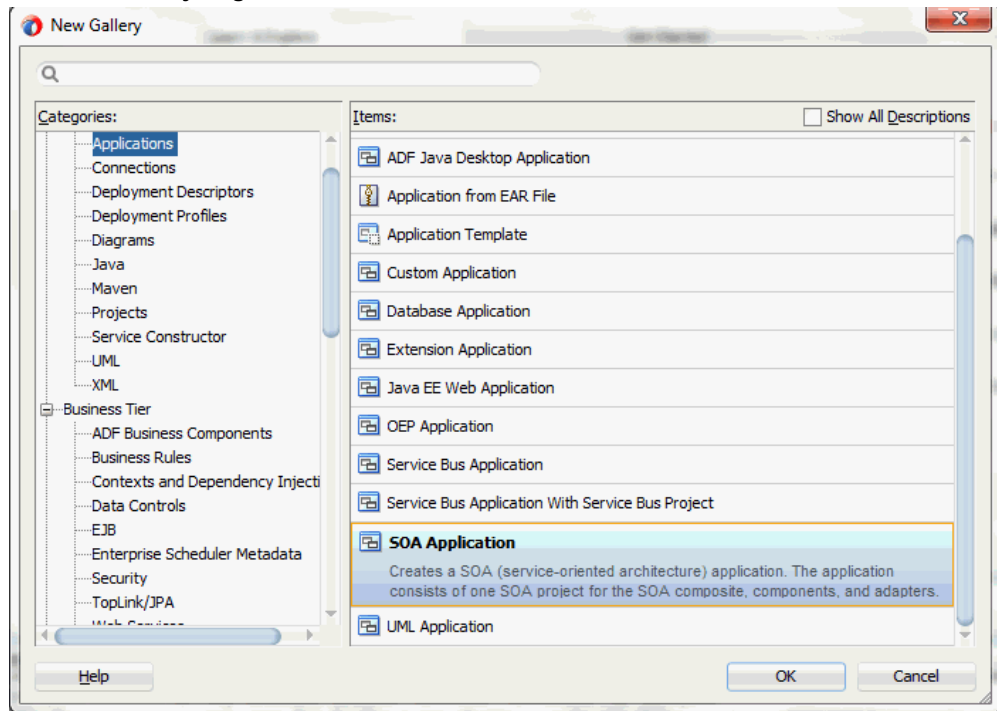 New Gallery
Categories:
Applications
Connections
Deployment Descriptors
Deployment Profiles
Diagrams
Java
Maven
Projects
Service Constructor
UML
XML
Business Tier
ADF Business Components
Business Rules
Contexts and Dependency Injecti
Data Controls
EJB
Enterprise Scheduler Metadata
Security
TopLink/JPA
Items:
Show All Descriptions
ADF Java Desktop Application
Application from EAR File
Application Template
Custom Application
Database Application
Extension Application
Java EE Web Application
OEP Application
Service Bus Application
Service Bus Application With Service Bus Project
SOA Application
Creates a SOA (service-oriented architecture) application. The application
consists of one SOA project for the SOA composite, components, and adapters.
UML Application
Help
OK
Cancel